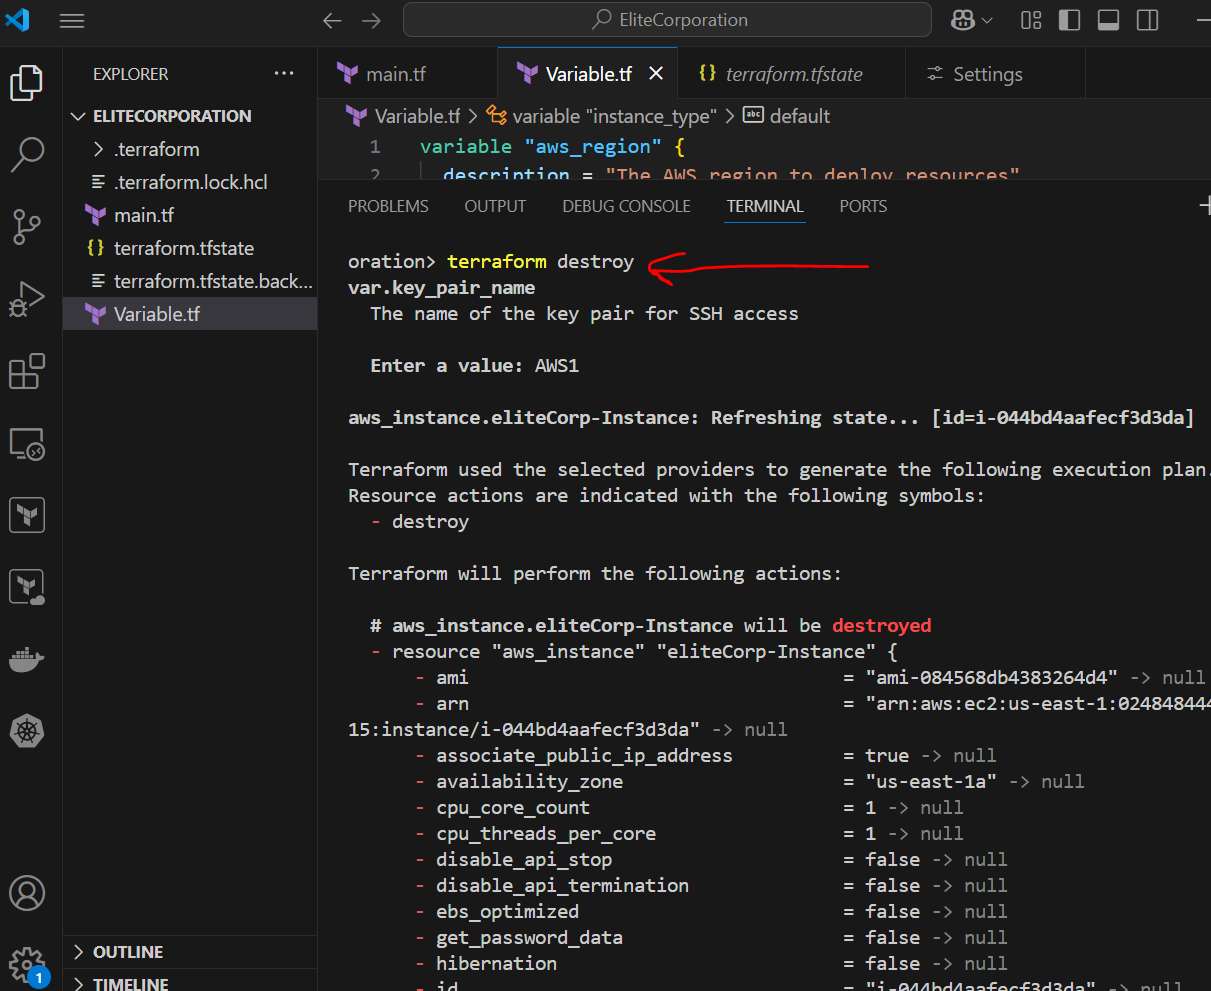 EliteCorporation
EXPLORER
main.tf
Variable.tf
terraform.tfstate
Settings
ELITECORPORATION
.terraform
.terraform.lock.hcl
main.tf
terraform.tfstate
terraform.tfstate.back...
Variable.tf
OUTLINE
TIMELINE
1
Variable.tf > variable "instance_type" > abc default
1 variable "aws_region" {
2 description = "The AWS region to deploy resources"
PROBLEMS OUTPUT DEBUG CONSOLE TERMINAL PORTS
oration> terraform destroy
var.key_pair_name
The name of the key pair for SSH access
Enter a value: AWS1
aws_instance.eliteCorp-Instance: Refreshing state... [id=i-044bd4aafecf3d3da]
Terraform used the selected providers to generate the following execution plan.
Resource actions are indicated with the following symbols:
- destroy
Terraform will perform the following actions:
# aws_instance.eliteCorp-Instance will be destroyed
- resource "aws_instance" "eliteCorp-Instance" {
- ami = "ami-084568db4383264d4" -> null
- arn = "arn:aws:ec2:us-east-1:024848444
15:instance/i-044bd4aafecf3d3da" -> null
- associate_public_ip_address = true -> null
- availability_zone = "us-east-1a" -> null
- cpu_core_count = 1 -> null
- cpu_threads_per_core = 1 -> null
- disable_api_stop = false -> null
- disable_api_termination = false -> null
- ebs_optimized = false -> null
- get_password_data = false -> null
- hibernation = false -> null
- id = "i-044bd4aafecf3d3da" -> null